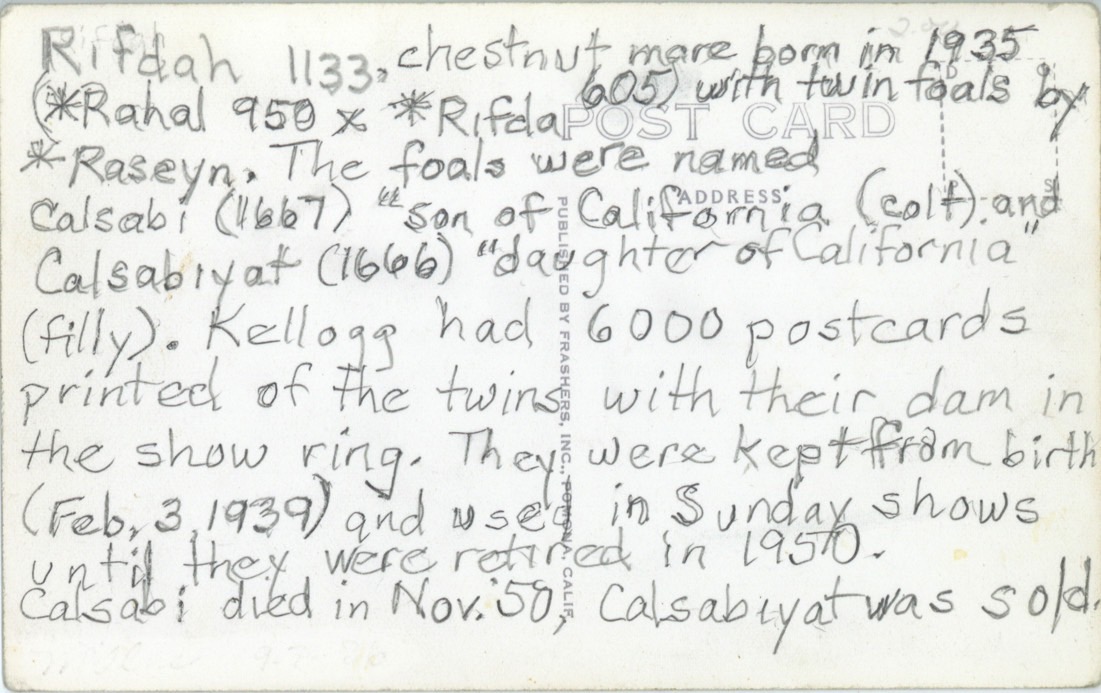 Rifdah 1133, chestnut mare born in 1935
(*Rahal 950 x *Rifda 605) with twin foals by
POST CARD
*Raseyn. The foals were named
ADDRESS
Calsabi (1667) "son of California (colt) and
Calsabiyat (1666) "daughter of California"
(filly). Kellogg had 6000 postcards
printed of the twins with their dam in
the show ring. They were kept from birth
(Feb, 3, 1939) and used in Sunday shows
until they were retired in 1950.
Calsabi died in Nov. '50, Calsabiyat was sold.
PUBLISHED BY FRASHERS, INC., POMONA, CALIF.